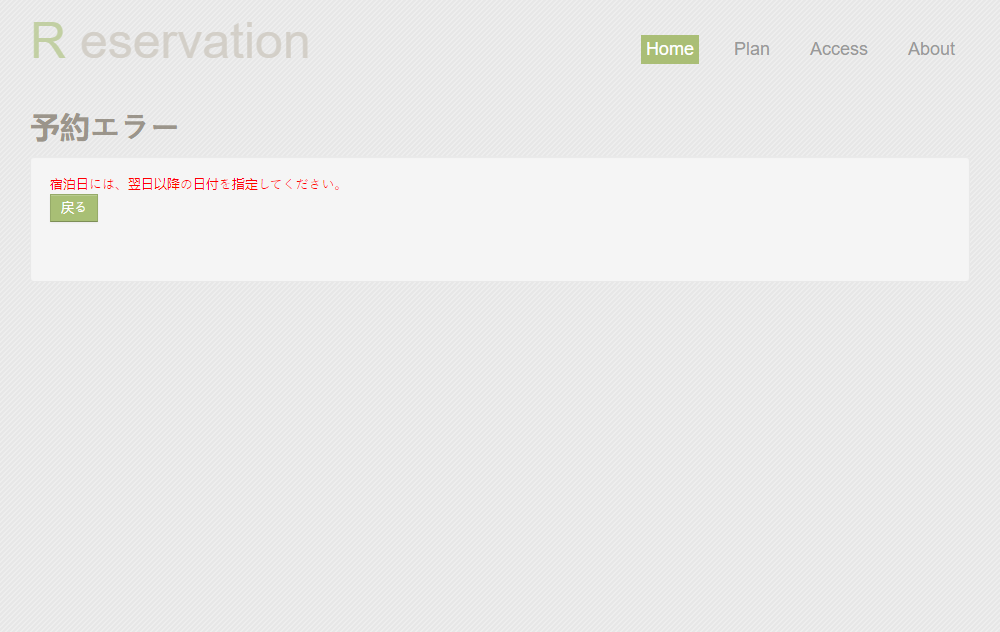 R eservation
Home Plan Access About
予約エラー
宿泊日には、翌日以降の日付を指定してください。
戻る